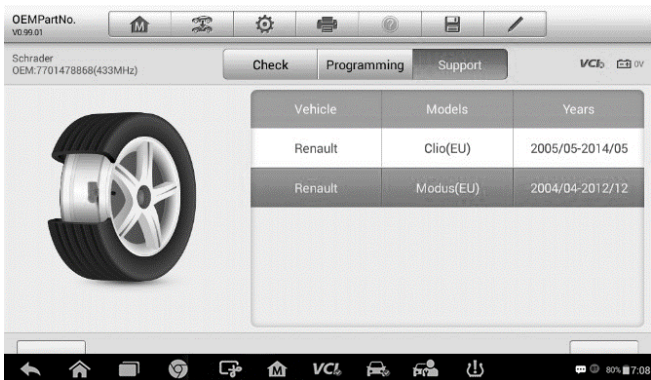 OEMPartNo.
V0.99.01
Schrader
OEM:7701478868(433MHz)
Check Programming Support
VCI 0V
Vehicle Models Years
Renault Clio(EU) 2005/05-2014/05
Renault Modus(EU) 2004/04-2012/12
M VCI 80% 7:08